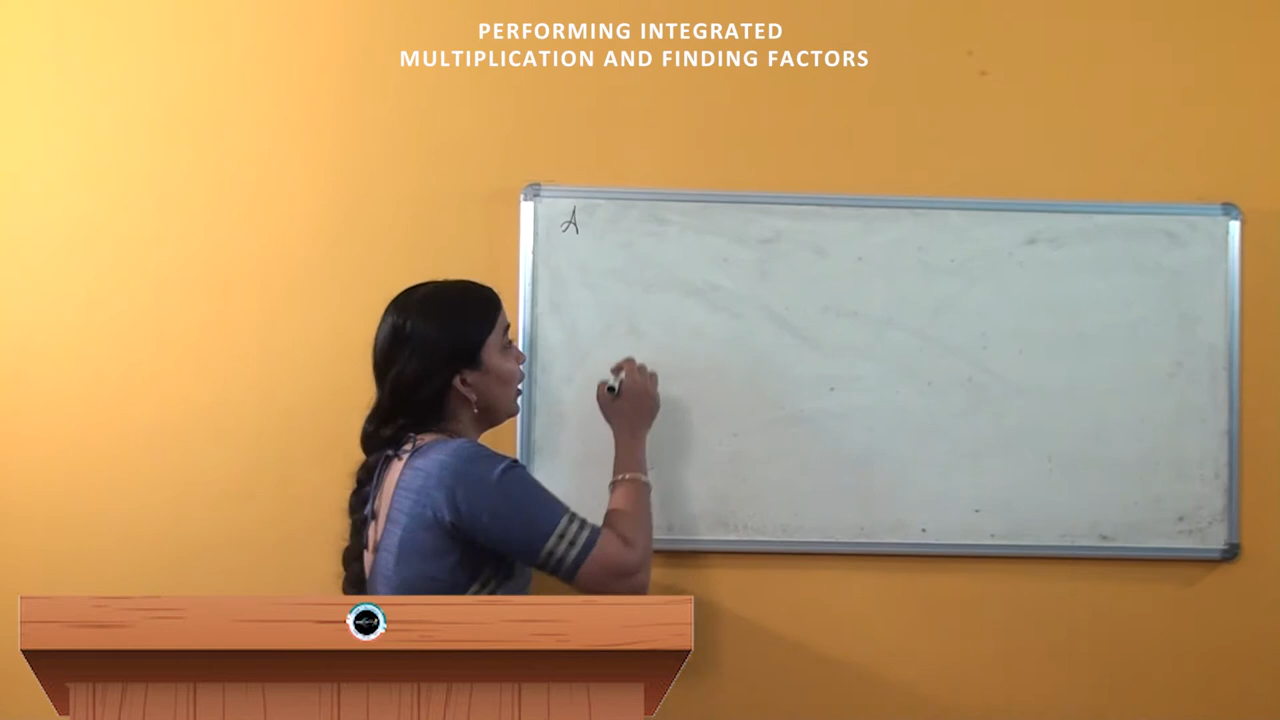 PERFORMING INTEGRATED
MULTIPLICATION AND FINDING FACTORS
A